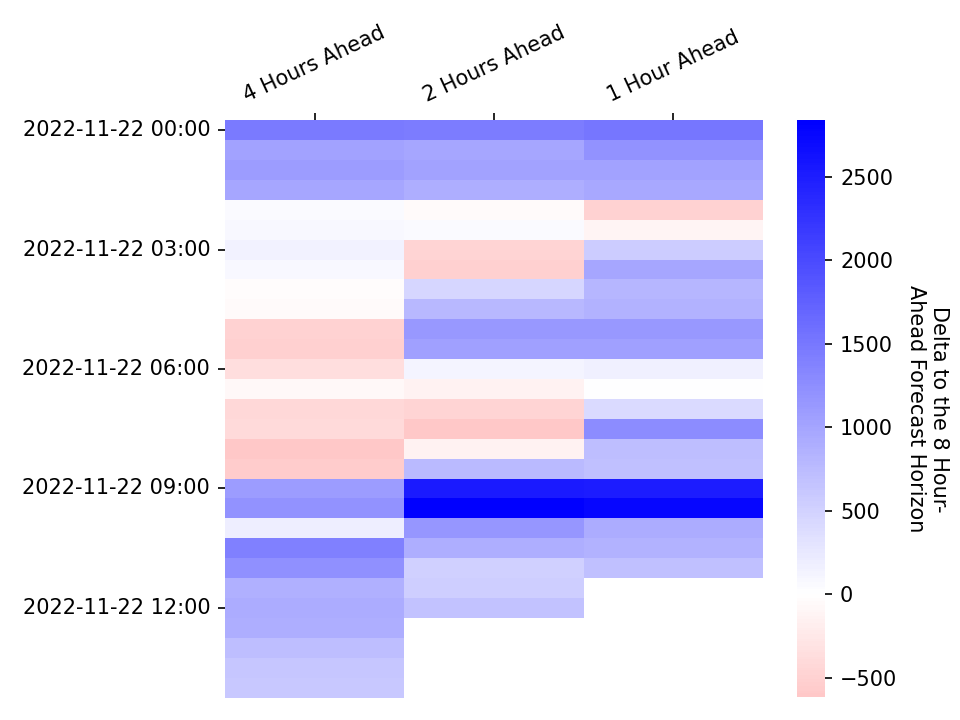 4 Hours Ahead
2 Hours Ahead
1 Hour Ahead
2022-11-22 00:00
2022-11-22 03:00
2022-11-22 06:00
2022-11-22 09:00
2022-11-22 12:00
2500
2000
1500
1000
500
0
−500
Delta to the 8 Hour-
Ahead Forecast Horizon